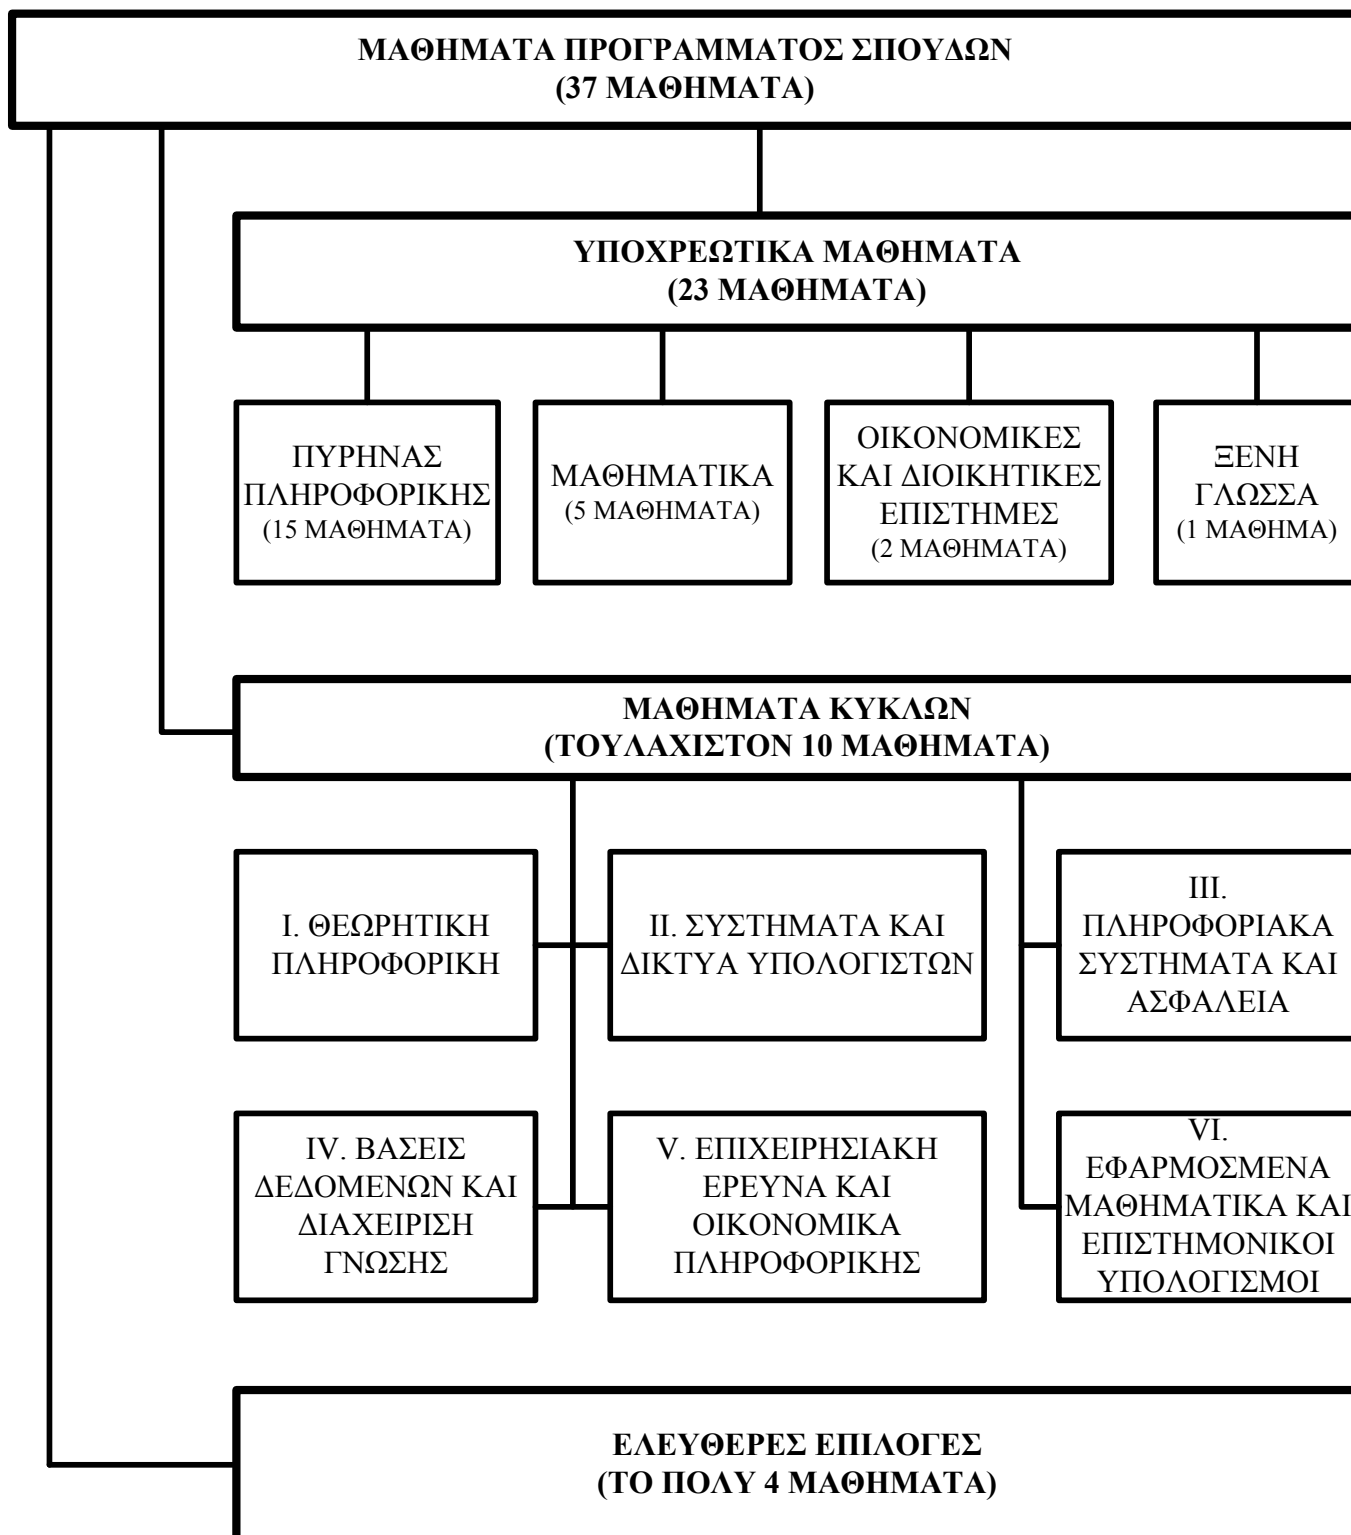 ΜΑΘΗΜΑΤΑ ΠΡΟΓΡΑΜΜΑΤΟΣ ΣΠΟΥΔΩΝ
(37 ΜΑΘΗΜΑΤΑ)
ΥΠΟΧΡΕΩΤΙΚΑ ΜΑΘΗΜΑΤΑ
(23 ΜΑΘΗΜΑΤΑ)
ΠΥΡΗΝΑΣ
ΠΛΗΡΟΦΟΡΙΚΗΣ
(15 ΜΑΘΗΜΑΤΑ)
ΜΑΘΗΜΑΤΙΚΑ
(5 ΜΑΘΗΜΑΤΑ)
ΟΙΚΟΝΟΜΙΚΕΣ
ΚΑΙ ΔΙΟΙΚΗΤΙΚΕΣ
ΕΠΙΣΤΗΜΕΣ
(2 ΜΑΘΗΜΑΤΑ)
ΞΕΝΗ
ΓΛΩΣΣΑ
(1 ΜΑΘΗΜΑ)
ΜΑΘΗΜΑΤΑ ΚΥΚΛΩΝ
(ΤΟΥΛΑΧΙΣΤΟΝ 10 ΜΑΘΗΜΑΤΑ)
I. ΘΕΩΡΗΤΙΚΗ
ΠΛΗΡΟΦΟΡΙΚΗ
II. ΣΥΣΤΗΜΑΤΑ ΚΑΙ
ΔΙΚΤΥΑ ΥΠΟΛΟΓΙΣΤΩΝ
III.
ΠΛΗΡΟΦΟΡΙΑΚΑ
ΣΥΣΤΗΜΑΤΑ ΚΑΙ
ΑΣΦΑΛΕΙΑ
IV. ΒΑΣΕΙΣ
ΔΕΔΟΜΕΝΩΝ ΚΑΙ
ΔΙΑΧΕΙΡΙΣΗ
ΓΝΩΣΗΣ
V. ΕΠΙΧΕΙΡΗΣΙΑΚΗ
ΕΡΕΥΝΑ ΚΑΙ
ΟΙΚΟΝΟΜΙΚΑ
ΠΛΗΡΟΦΟΡΙΚΗΣ
VI.
ΕΦΑΡΜΟΣΜΕΝΑ
ΜΑΘΗΜΑΤΙΚΑ ΚΑΙ
ΕΠΙΣΤΗΜΟΝΙΚΟΙ
ΥΠΟΛΟΓΙΣΜΟΙ
ΕΛΕΥΘΕΡΕΣ ΕΠΙΛΟΓΕΣ
(ΤΟ ΠΟΛΥ 4 ΜΑΘΗΜΑΤΑ)